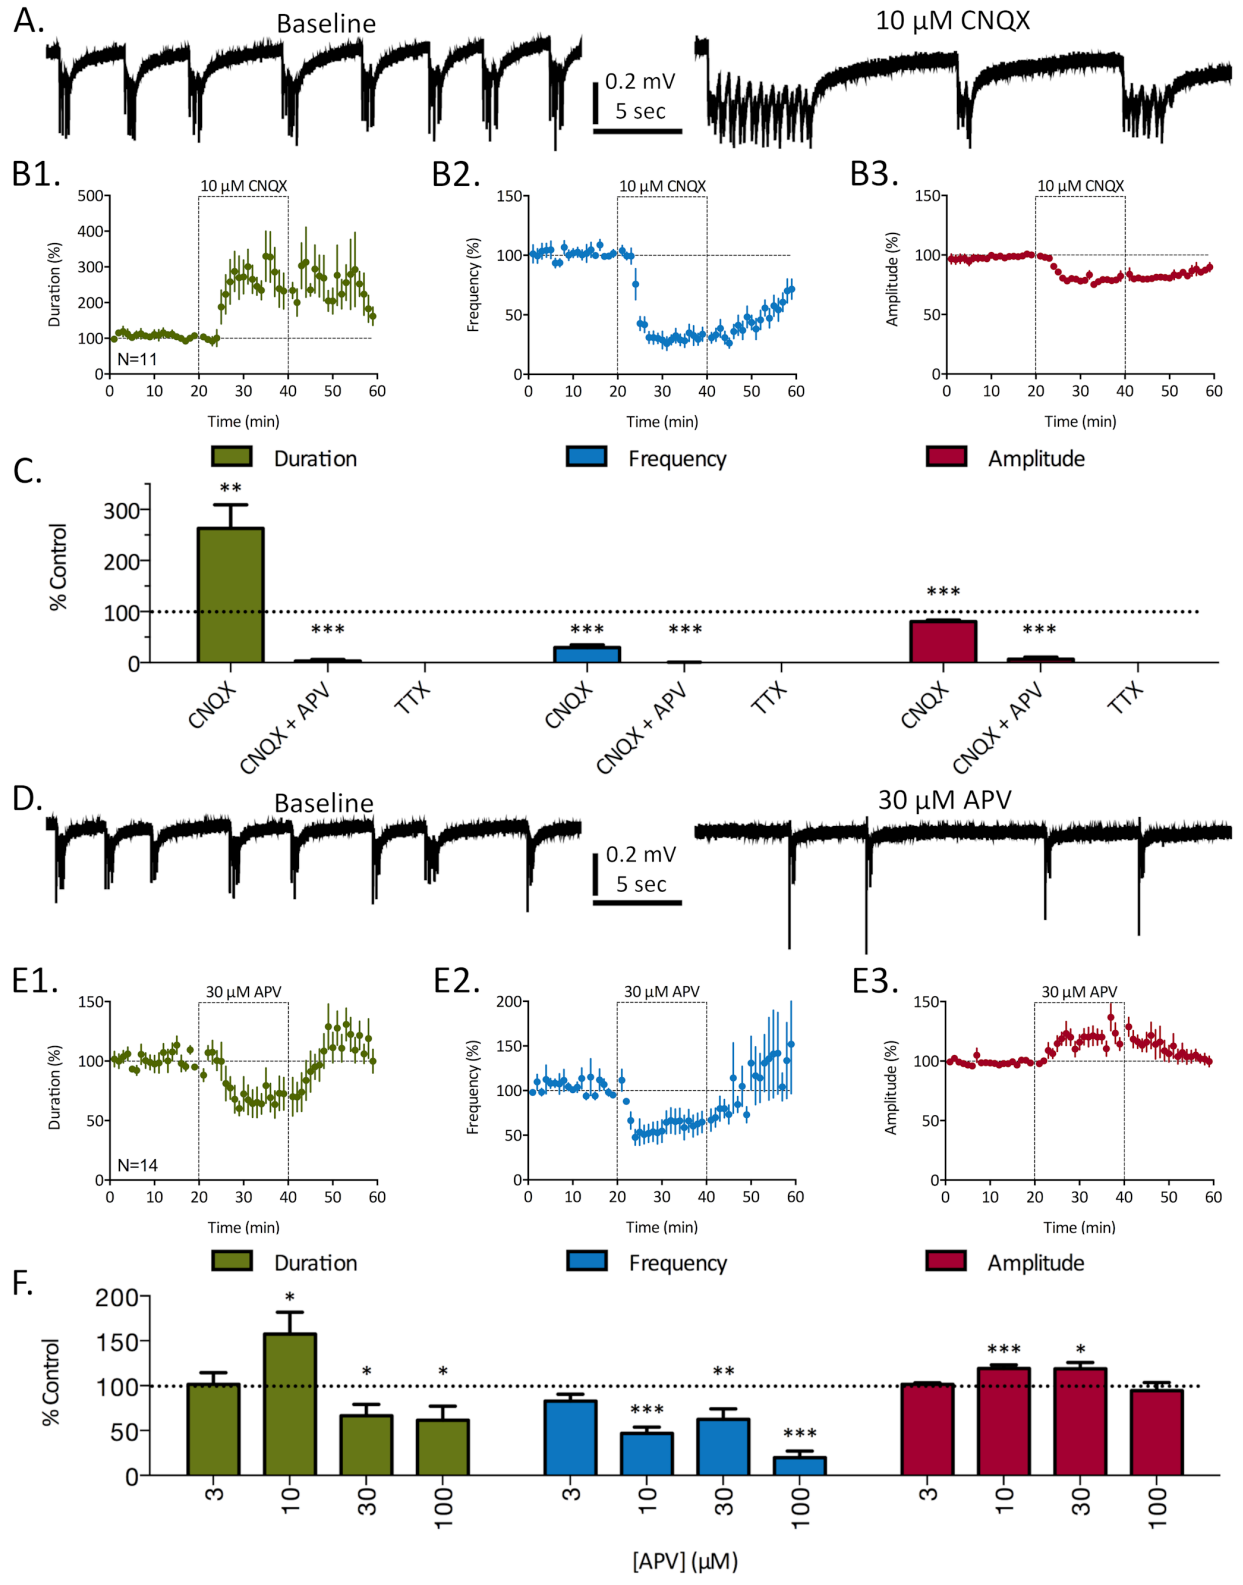 A.
Baseline
10 µM CNQX
0.2 mV
5 sec
B1.
10 µM CNQX
500
400
300
200
100
0
Duration (%)
N=11
0 10 20 30 40 50 60
Time (min)
B2.
10 µM CNQX
150
100
50
0
Frequency (%)
0 10 20 30 40 50 60
Time (min)
B3.
10 µM CNQX
150
100
50
0
Amplitude (%)
0 10 20 30 40 50 60
Time (min)
Duration
Frequency
Amplitude
C.
300
200
100
0
% Control
**
***
***
***
***
***
CNQX
CNQX + APV
TTX
CNQX
CNQX + APV
TTX
CNQX
CNQX + APV
TTX
D.
Baseline
30 µM APV
0.2 mV
5 sec
E1.
30 µM APV
150
100
50
0
Duration (%)
N=14
0 10 20 30 40 50 60
Time (min)
E2.
30 µM APV
200
150
100
50
0
Frequency (%)
0 10 20 30 40 50 60
Time (min)
E3.
30 µM APV
150
100
50
0
Amplitude (%)
0 10 20 30 40 50 60
Time (min)
Duration
Frequency
Amplitude
F.
200
150
100
50
0
% Control
*
*
*
***
**
***
***
*
3
10
30
100
3
10
30
100
3
10
30
100
[APV] (µM)